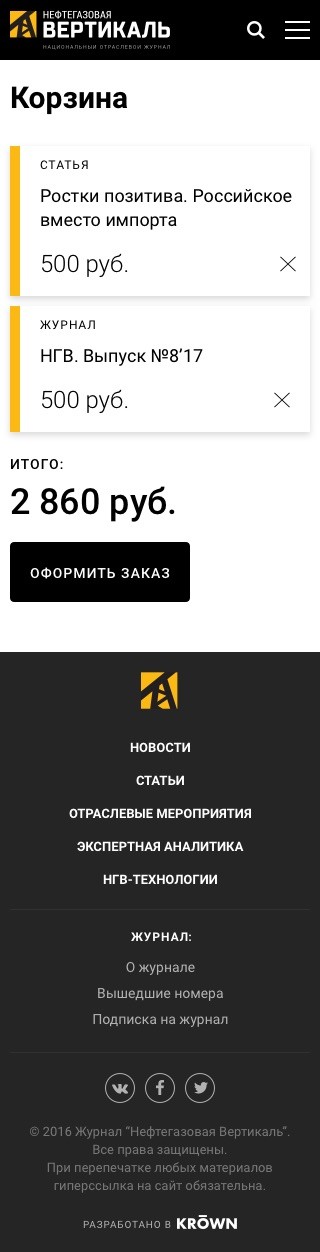 НЕФТЕГАЗОВАЯ
ВЕРТИКАЛЬ
НАЦИОНАЛЬНЫЙ ОТРАСЛЕВОЙ ЖУРНАЛ
Корзина
СТАТЬЯ
Ростки позитива. Российское
вместо импорта
500 руб.
ЖУРНАЛ
НГВ. Выпуск №8’17
500 руб.
ИТОГО:
2 860 руб.
ОФОРМИТЬ ЗАКАЗ
НОВОСТИ
СТАТЬИ
ОТРАСЛЕВЫЕ МЕРОПРИЯТИЯ
ЭКСПЕРТНАЯ АНАЛИТИКА
НГВ-ТЕХНОЛОГИИ
ЖУРНАЛ:
О журнале
Вышедшие номера
Подписка на журнал
© 2016 Журнал “Нефтегазовая Вертикаль”.
Все права защищены.
При перепечатке любых материалов
гиперссылка на сайт обязательна.
РАЗРАБОТАНО В KRŌWN